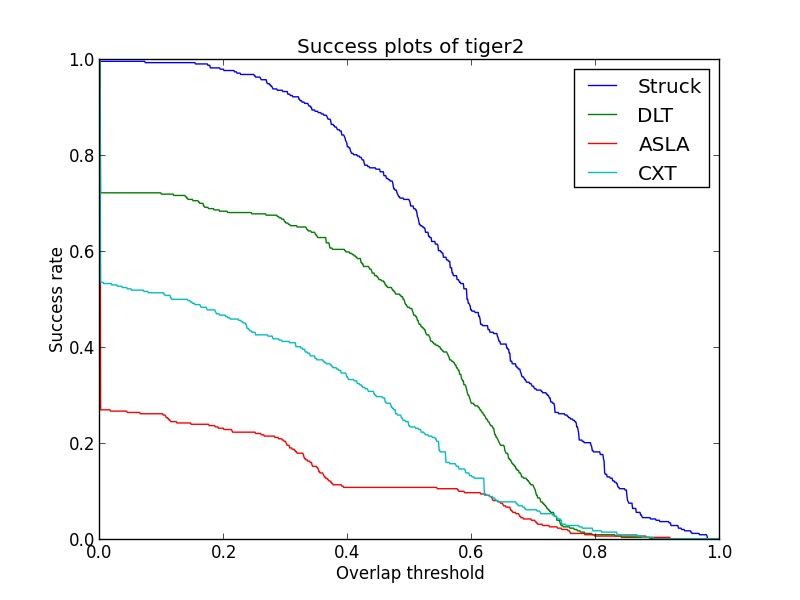 Success plots of tiger2
Struck
DLT
ASLA
CXT
Success rate
1.0
0.8
0.6
0.4
0.2
0.0
0.0 0.2 0.4 0.6 0.8 1.0
Overlap threshold